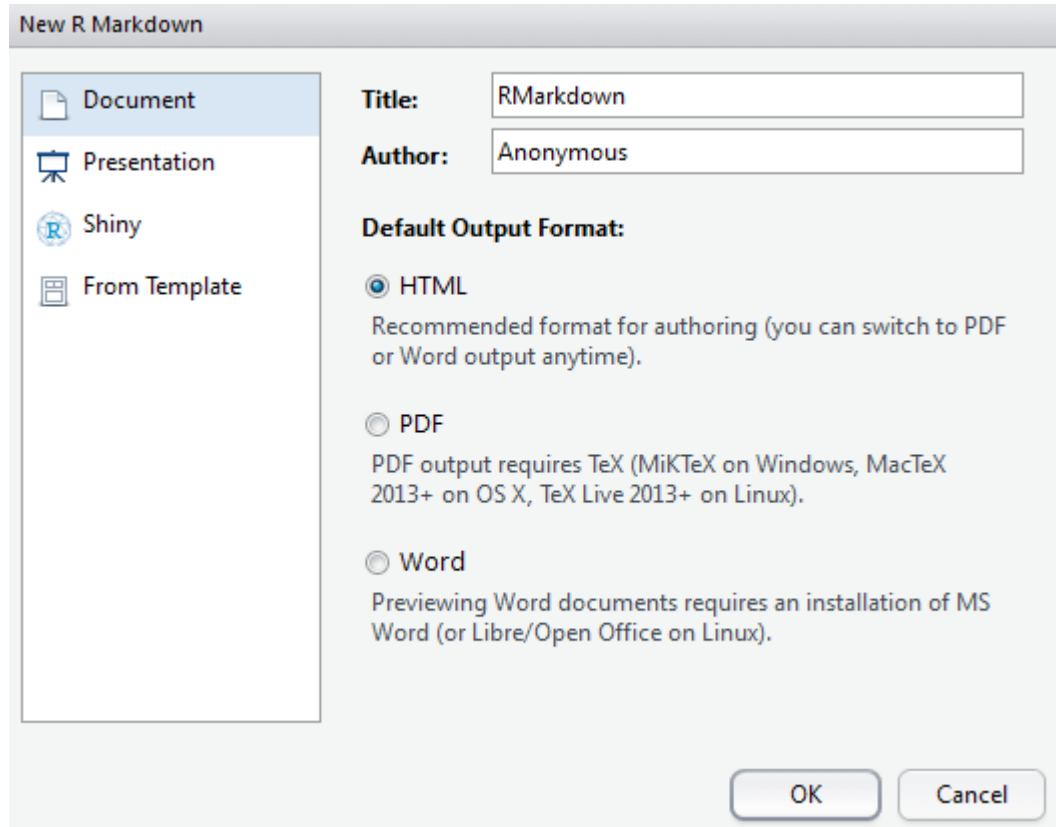 New R Markdown
Document
Presentation
Shiny
From Template
Title:
RMarkdown
Author:
Anonymous
Default Output Format:
HTML
Recommended format for authoring (you can switch to PDF
or Word output anytime).
PDF
PDF output requires TeX (MiKTeX on Windows, MacTeX
2013+ on OS X, TeX Live 2013+ on Linux).
Word
Previewing Word documents requires an installation of MS
Word (or Libre/Open Office on Linux).
OK
Cancel